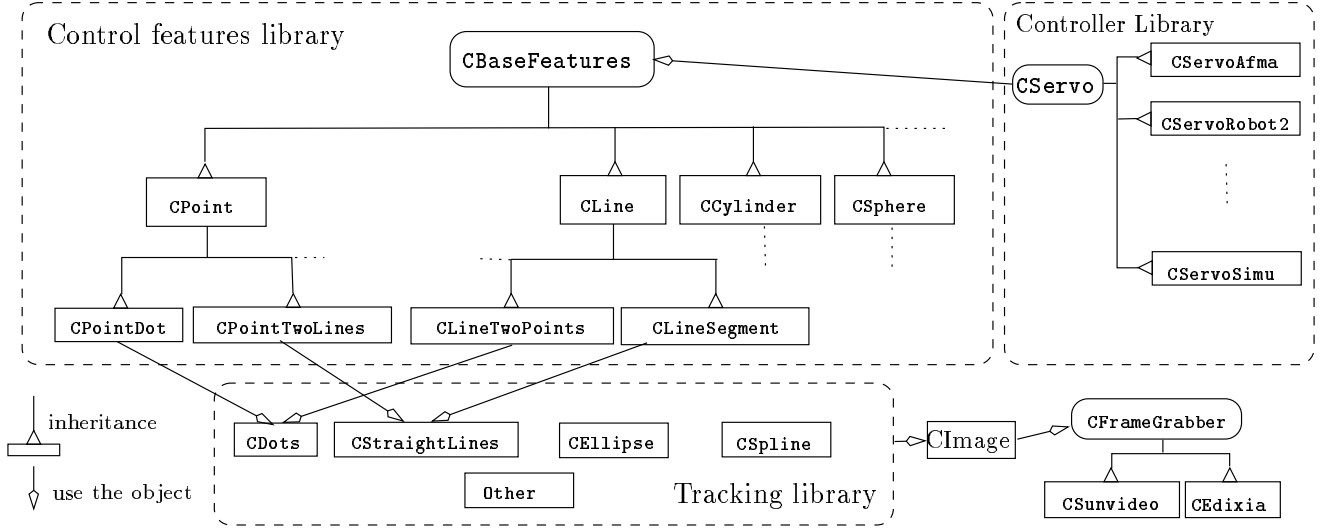 Control features library
Controller Library
CBaseFeatures
CServo
CServoAfma
CServoRobot2
CServoSimu
CPoint
CLine
CCylinder
CSphere
CPointDot
CPointTwoLines
CLineTwoPoints
CLineSegment
inheritance
use the object
CDots
CStraightLines
CEllipse
CSpline
Other
Tracking library
CImage
CFrameGrabber
CSunvideo
CEdixia